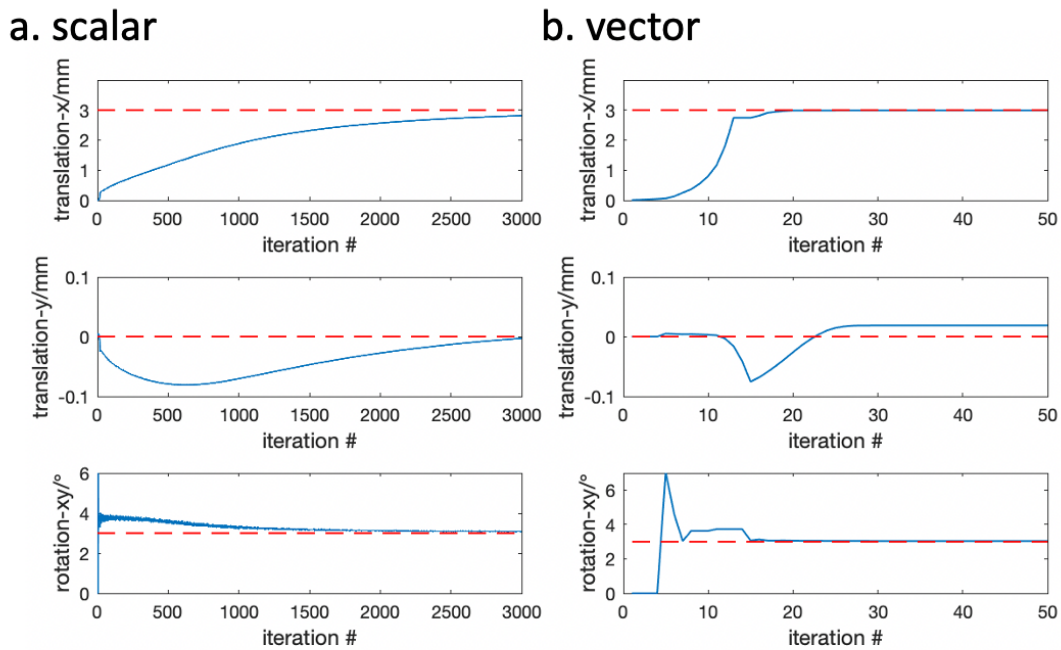 a. scalar
b. vector
translation-x/mm
3
2
1
0
0 500 1000 1500 2000 2500 3000
iteration #
translation-x/mm
3
2
1
0
0 10 20 30 40 50
iteration #
translation-y/mm
0.1
0
-0.1
0 500 1000 1500 2000 2500 3000
iteration #
translation-y/mm
0.1
0
-0.1
0 10 20 30 40 50
iteration #
rotation-xy/°
6
4
2
0
0 500 1000 1500 2000 2500 3000
iteration #
rotation-xy/°
6
4
2
0
0 10 20 30 40 50
iteration #